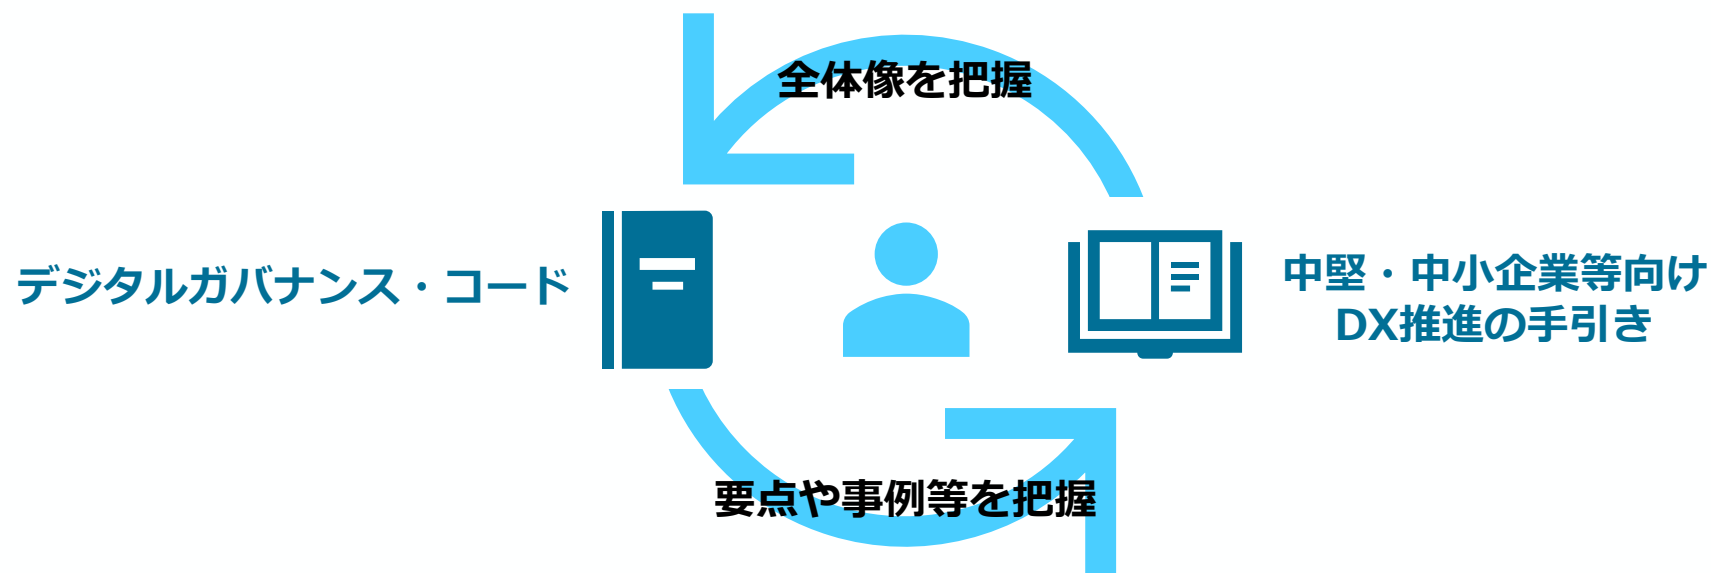 全体像を把握
デジタルガバナンス・コード
中堅・中小企業等向け
DX推進の手引き
要点や事例等を把握